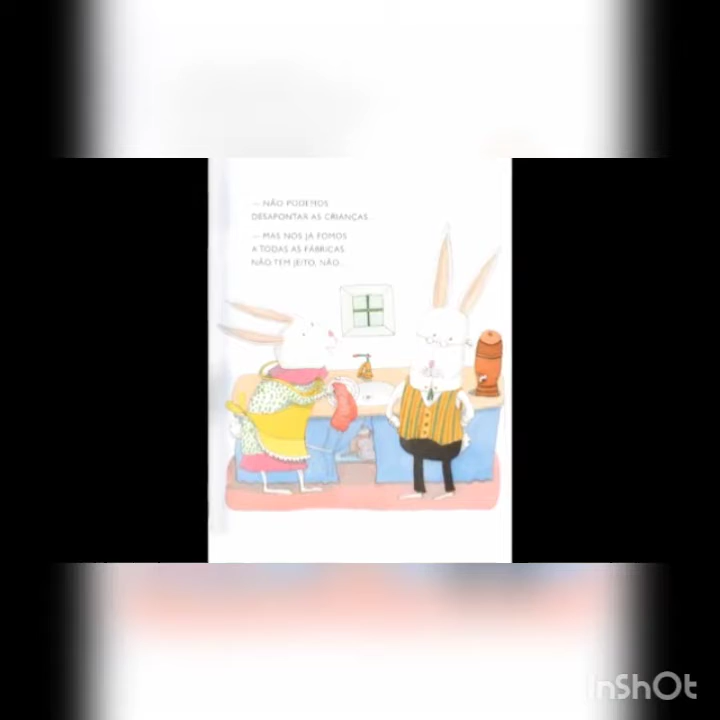 — NÃO PODEMOS
DESAPONTAR AS CRIANÇAS...
— MAS NÓS JÁ FOMOS
A TODAS AS FÁBRICAS.
NÃO TEM JEITO, NÃO...
InShOt